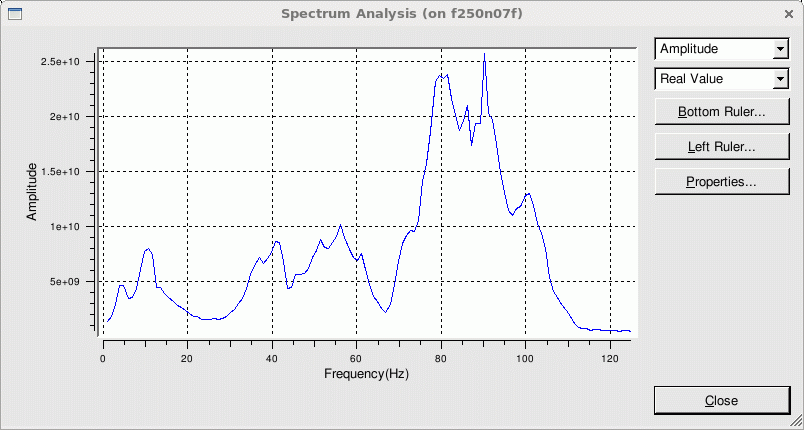 Spectrum Analysis (on f250n07f)
Amplitude
Real Value
Bottom Ruler...
Left Ruler...
Properties...
Close
Amplitude
2.5e+10
2e+10
1.5e+10
1e+10
5e+09
0 20 40 60 80 100 120
Frequency(Hz)